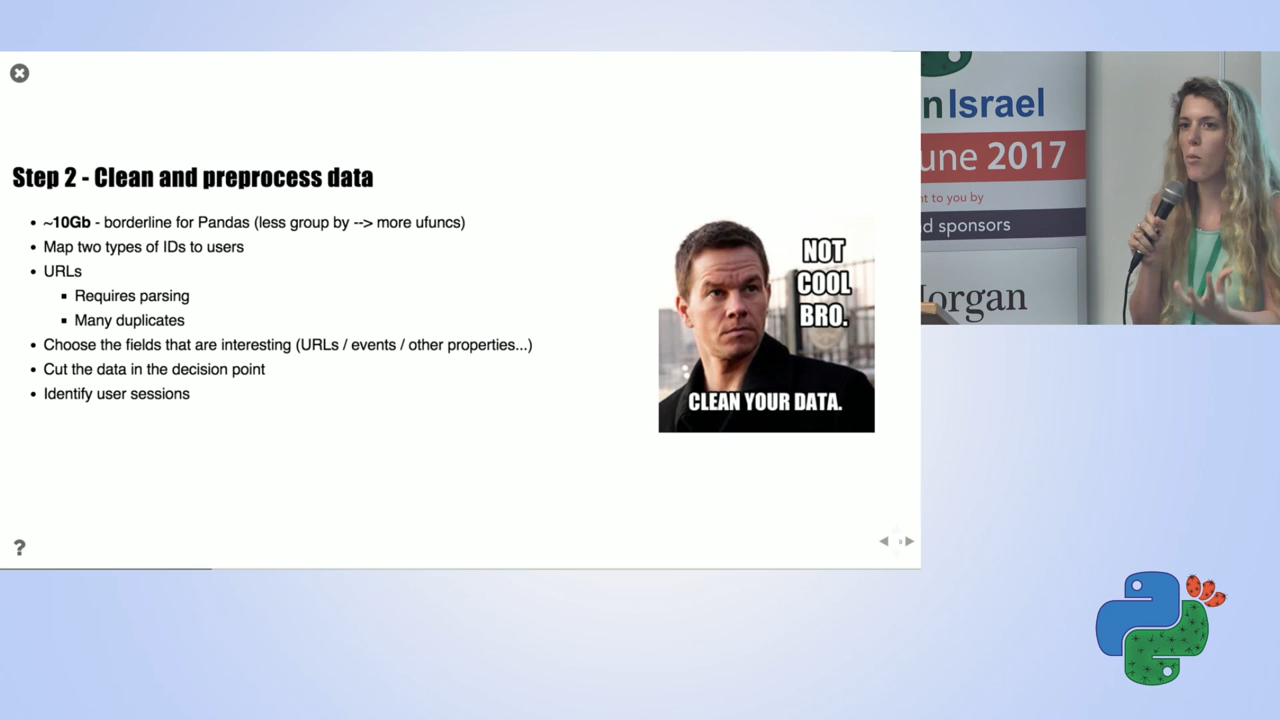 Step 2 - Clean and preprocess data
• ~10Gb - borderline for Pandas (less group by --> more ufuncs)
• Map two types of IDs to users
• URLs
▪ Requires parsing
▪ Many duplicates
• Choose the fields that are interesting (URLs / events / other properties...)
• Cut the data in the decision point
• Identify user sessions
NOT
COOL
BRO.
CLEAN YOUR DATA.
?
n Israel
une 2017
nt to you by
d sponsors
organ